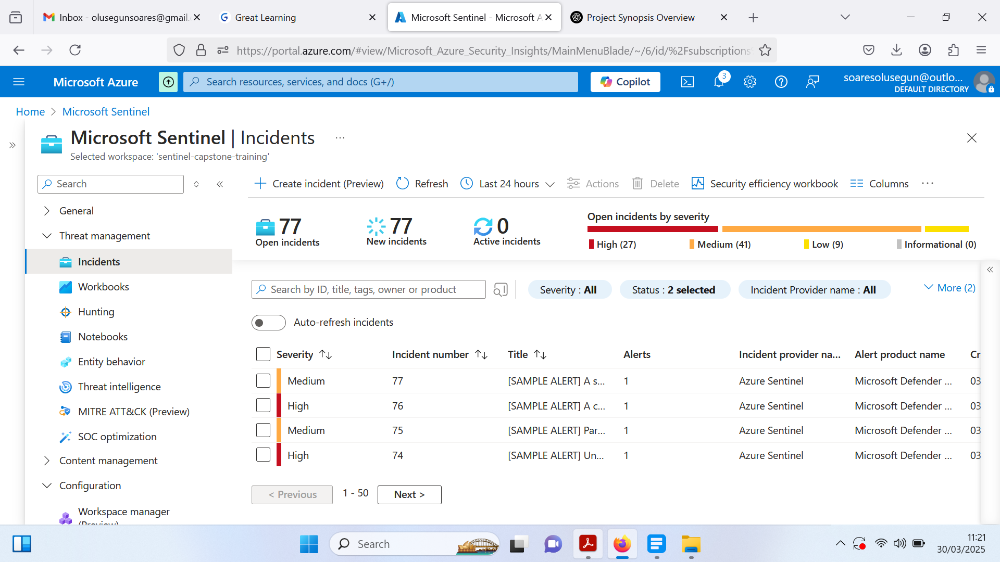 Inbox - olusegunsoares@gmail.
Great Learning
Microsoft Sentinel - Microsoft A
Project Synopsis Overview
https://portal.azure.com/#view/Microsoft_Azure_Security_Insights/MainMenuBlade/~/6/id/%2Fsubscriptions%
Microsoft Azure
Search resources, services, and docs (G+/)
Copilot
3
soaresolusegun@outlo...
DEFAULT DIRECTORY
Home > Microsoft Sentinel
Microsoft Sentinel | Incidents ...
Selected workspace: 'sentinel-capstone-training'
Search
General
Threat management
Incidents
Workbooks
Hunting
Notebooks
Entity behavior
Threat intelligence
MITRE ATT&CK (Preview)
SOC optimization
Content management
Configuration
Workspace manager
(Preview)
Create incident (Preview) Refresh Last 24 hours Actions Delete Security efficiency workbook Columns ...
77
Open incidents
77
New incidents
0
Active incidents
Open incidents by severity
High (27) Medium (41) Low (9) Informational (0)
Search by ID, title, tags, owner or product
Severity : All
Status : 2 selected
Incident Provider name : All
More (2)
Auto-refresh incidents
Severity Incident number Title Alerts Incident provider na... Alert product name Cr
Medium 77 [SAMPLE ALERT] A s... 1 Azure Sentinel Microsoft Defender ... 03
High 76 [SAMPLE ALERT] A c... 1 Azure Sentinel Microsoft Defender ... 03
Medium 75 [SAMPLE ALERT] Par... 1 Azure Sentinel Microsoft Defender ... 03
High 74 [SAMPLE ALERT] Un... 1 Azure Sentinel Microsoft Defender ... 03
< Previous 1 - 50 Next >
Search
11:21
30/03/2025